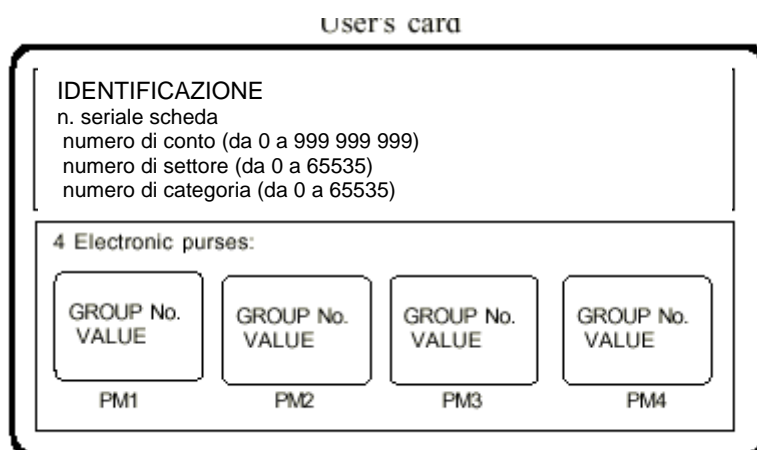 User's card
IDENTIFICAZIONE
n. seriale scheda
numero di conto (da 0 a 999 999 999)
numero di settore (da 0 a 65535)
numero di categoria (da 0 a 65535)
4 Electronic purses:
GROUP No.
VALUE
GROUP No.
VALUE
GROUP No.
VALUE
GROUP No.
VALUE
PM1
PM2
PM3
PM4